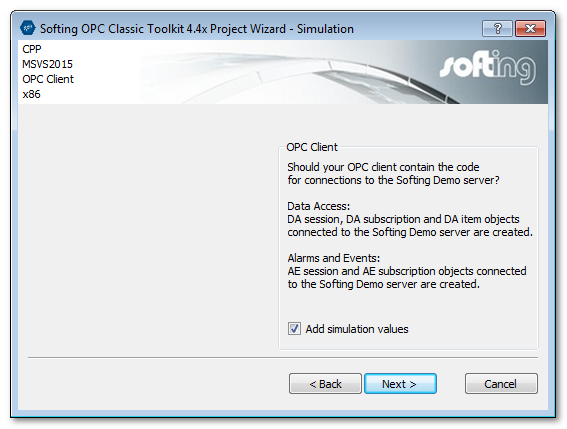 Softing OPC Classic Toolkit 4.4x Project Wizard - Simulation
CPP
MSVS2015
OPC Client
x86
softing
OPC Client
Should your OPC client contain the code
for connections to the Softing Demo server?
Data Access:
DA session, DA subscription and DA item objects
connected to the Softing Demo server are created.
Alarms and Events:
AE session and AE subscription objects connected
to the Softing Demo server are created.
Add simulation values
< Back
Next >
Cancel